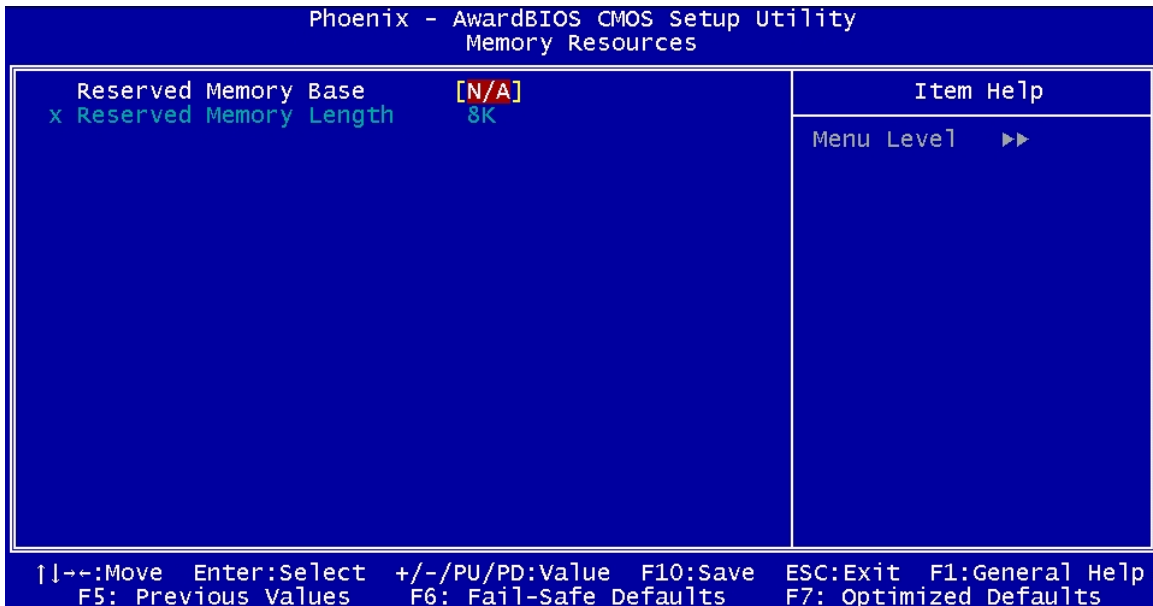 Phoenix - AwardBIOS CMOS Setup Utility
Memory Resources
Reserved Memory Base [N/A]
x Reserved Memory Length 8K
Item Help
Menu Level ▶▶
↑↓→←:Move Enter:Select +/-/PU/PD:Value F10:Save ESC:Exit F1:General Help
F5: Previous Values F6: Fail-Safe Defaults F7: Optimized Defaults